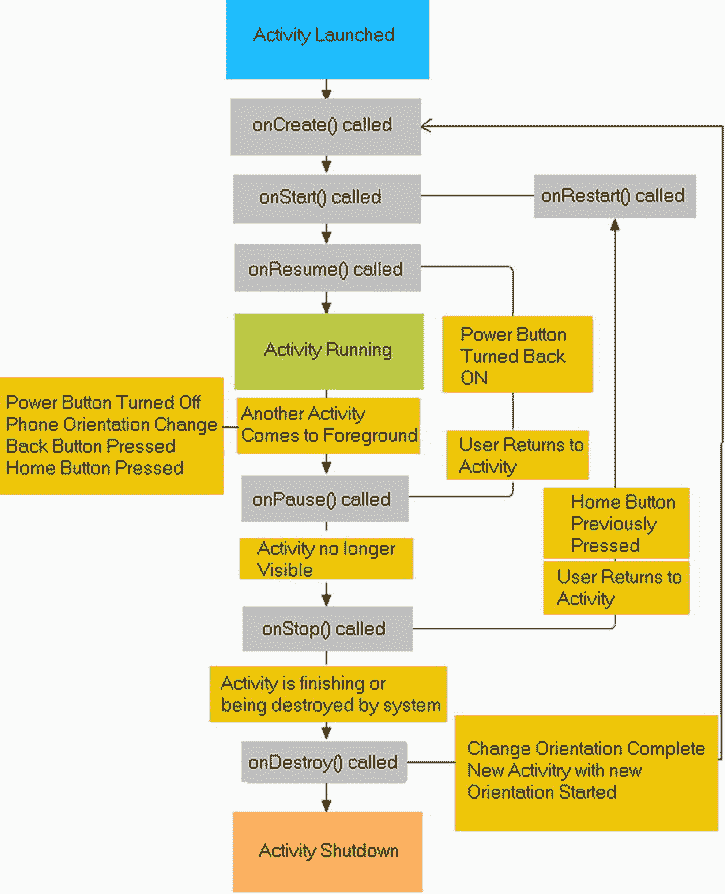 Activity Launched
onCreate() called
onStart() called
onRestart() called
onResume() called
Power Button
Turned Back
ON
Activity Running
Power Button Turned Off
Phone Orientation Change
Back Button Pressed
Home Button Pressed
Another Activity
Comes to Foreground
User Returns to
Activity
onPause() called
Home Button
Previously
Pressed
Activity no longer
Visible
User Returns to
Activity
onStop() called
Activity is finishing or
being destroyed by system
onDestroy() called
Change Orientation Complete
New Activitry with new
Orientation Started
Activity Shutdown